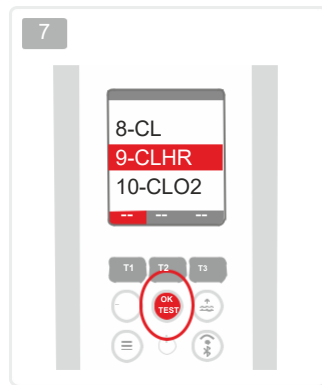 7
8-CL
9-CLHR
10-CLO2
-- -- --
T1 T2 T3
OK
TEST